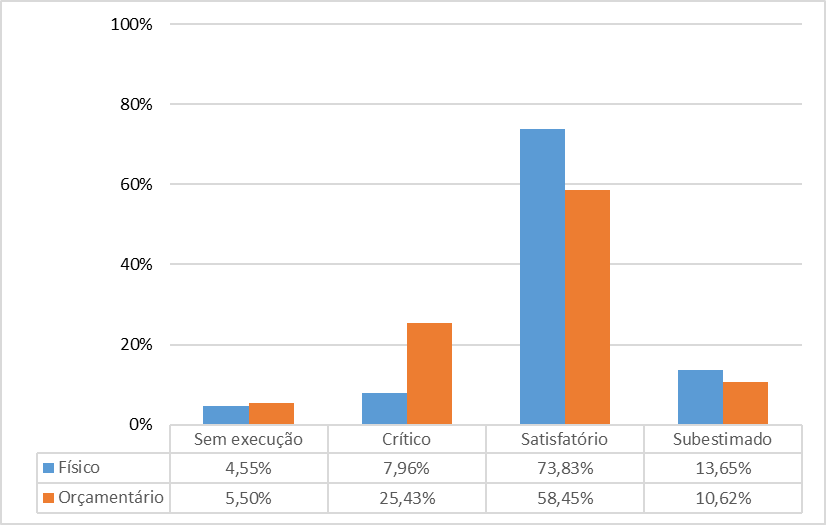 100%
80%
60%
40%
20%
0%
Sem execução Crítico Satisfatório Subestimado
Físico 4,55% 7,96% 73,83% 13,65%
Orçamentário 5,50% 25,43% 58,45% 10,62%